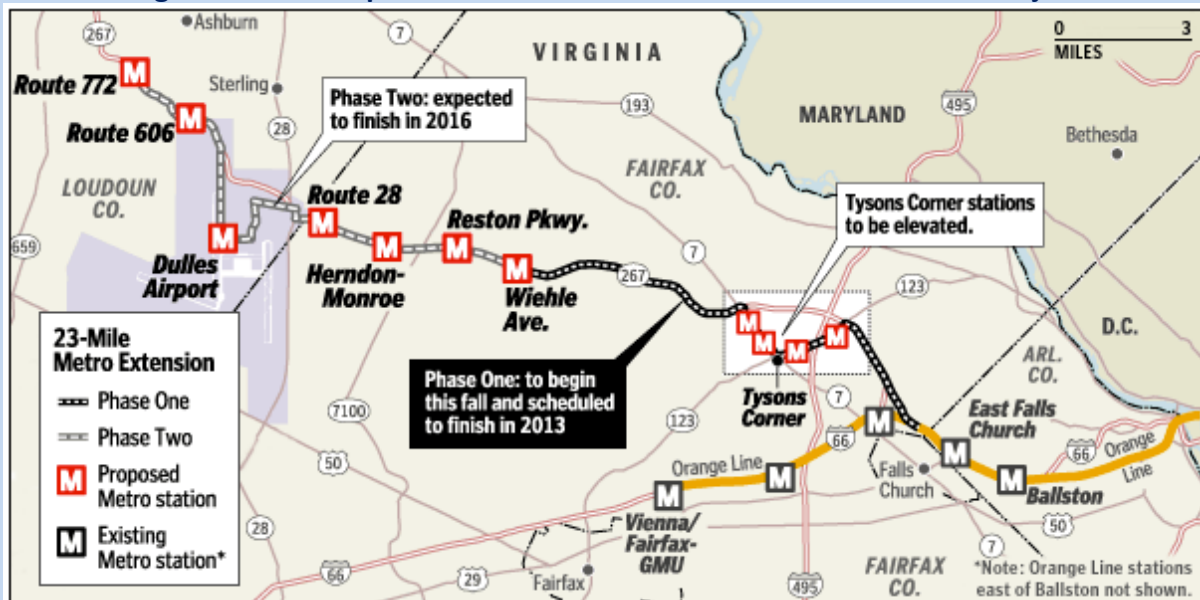 Ashburn
267
7
VIRGINIA
0 3
MILES
Route 772
M
Sterling
Phase Two: expected
to finish in 2016
193
MARYLAND
495
Route 606
M
28
Bethesda
LOUDOUN
CO.
FAIRFAX
CO.
Route 28
M
Tysons Corner stations
to be elevated.
659
M
Dulles
Airport
M
Herndon-
Monroe
Reston Pkwy.
M
M
Wiehle
Ave.
267
7
123
D.C.
M
M
M
M
Tysons
Corner
ARL.
CO.
23-Mile
Metro Extension
Phase One
Phase Two
M
Proposed
Metro station
M
Existing
Metro station*
Phase One: to begin
this fall and scheduled
to finish in 2013
7100
123
7
66
M
East Falls
Church
M
66
Orange
Line
50
Orange Line
M
M
Falls
Church
M
Ballston
Vienna/
Fairfax-
GMU
50
28
7
66
29
Fairfax
495
FAIRFAX
CO.
*Note: Orange Line stations
east of Ballston not shown.